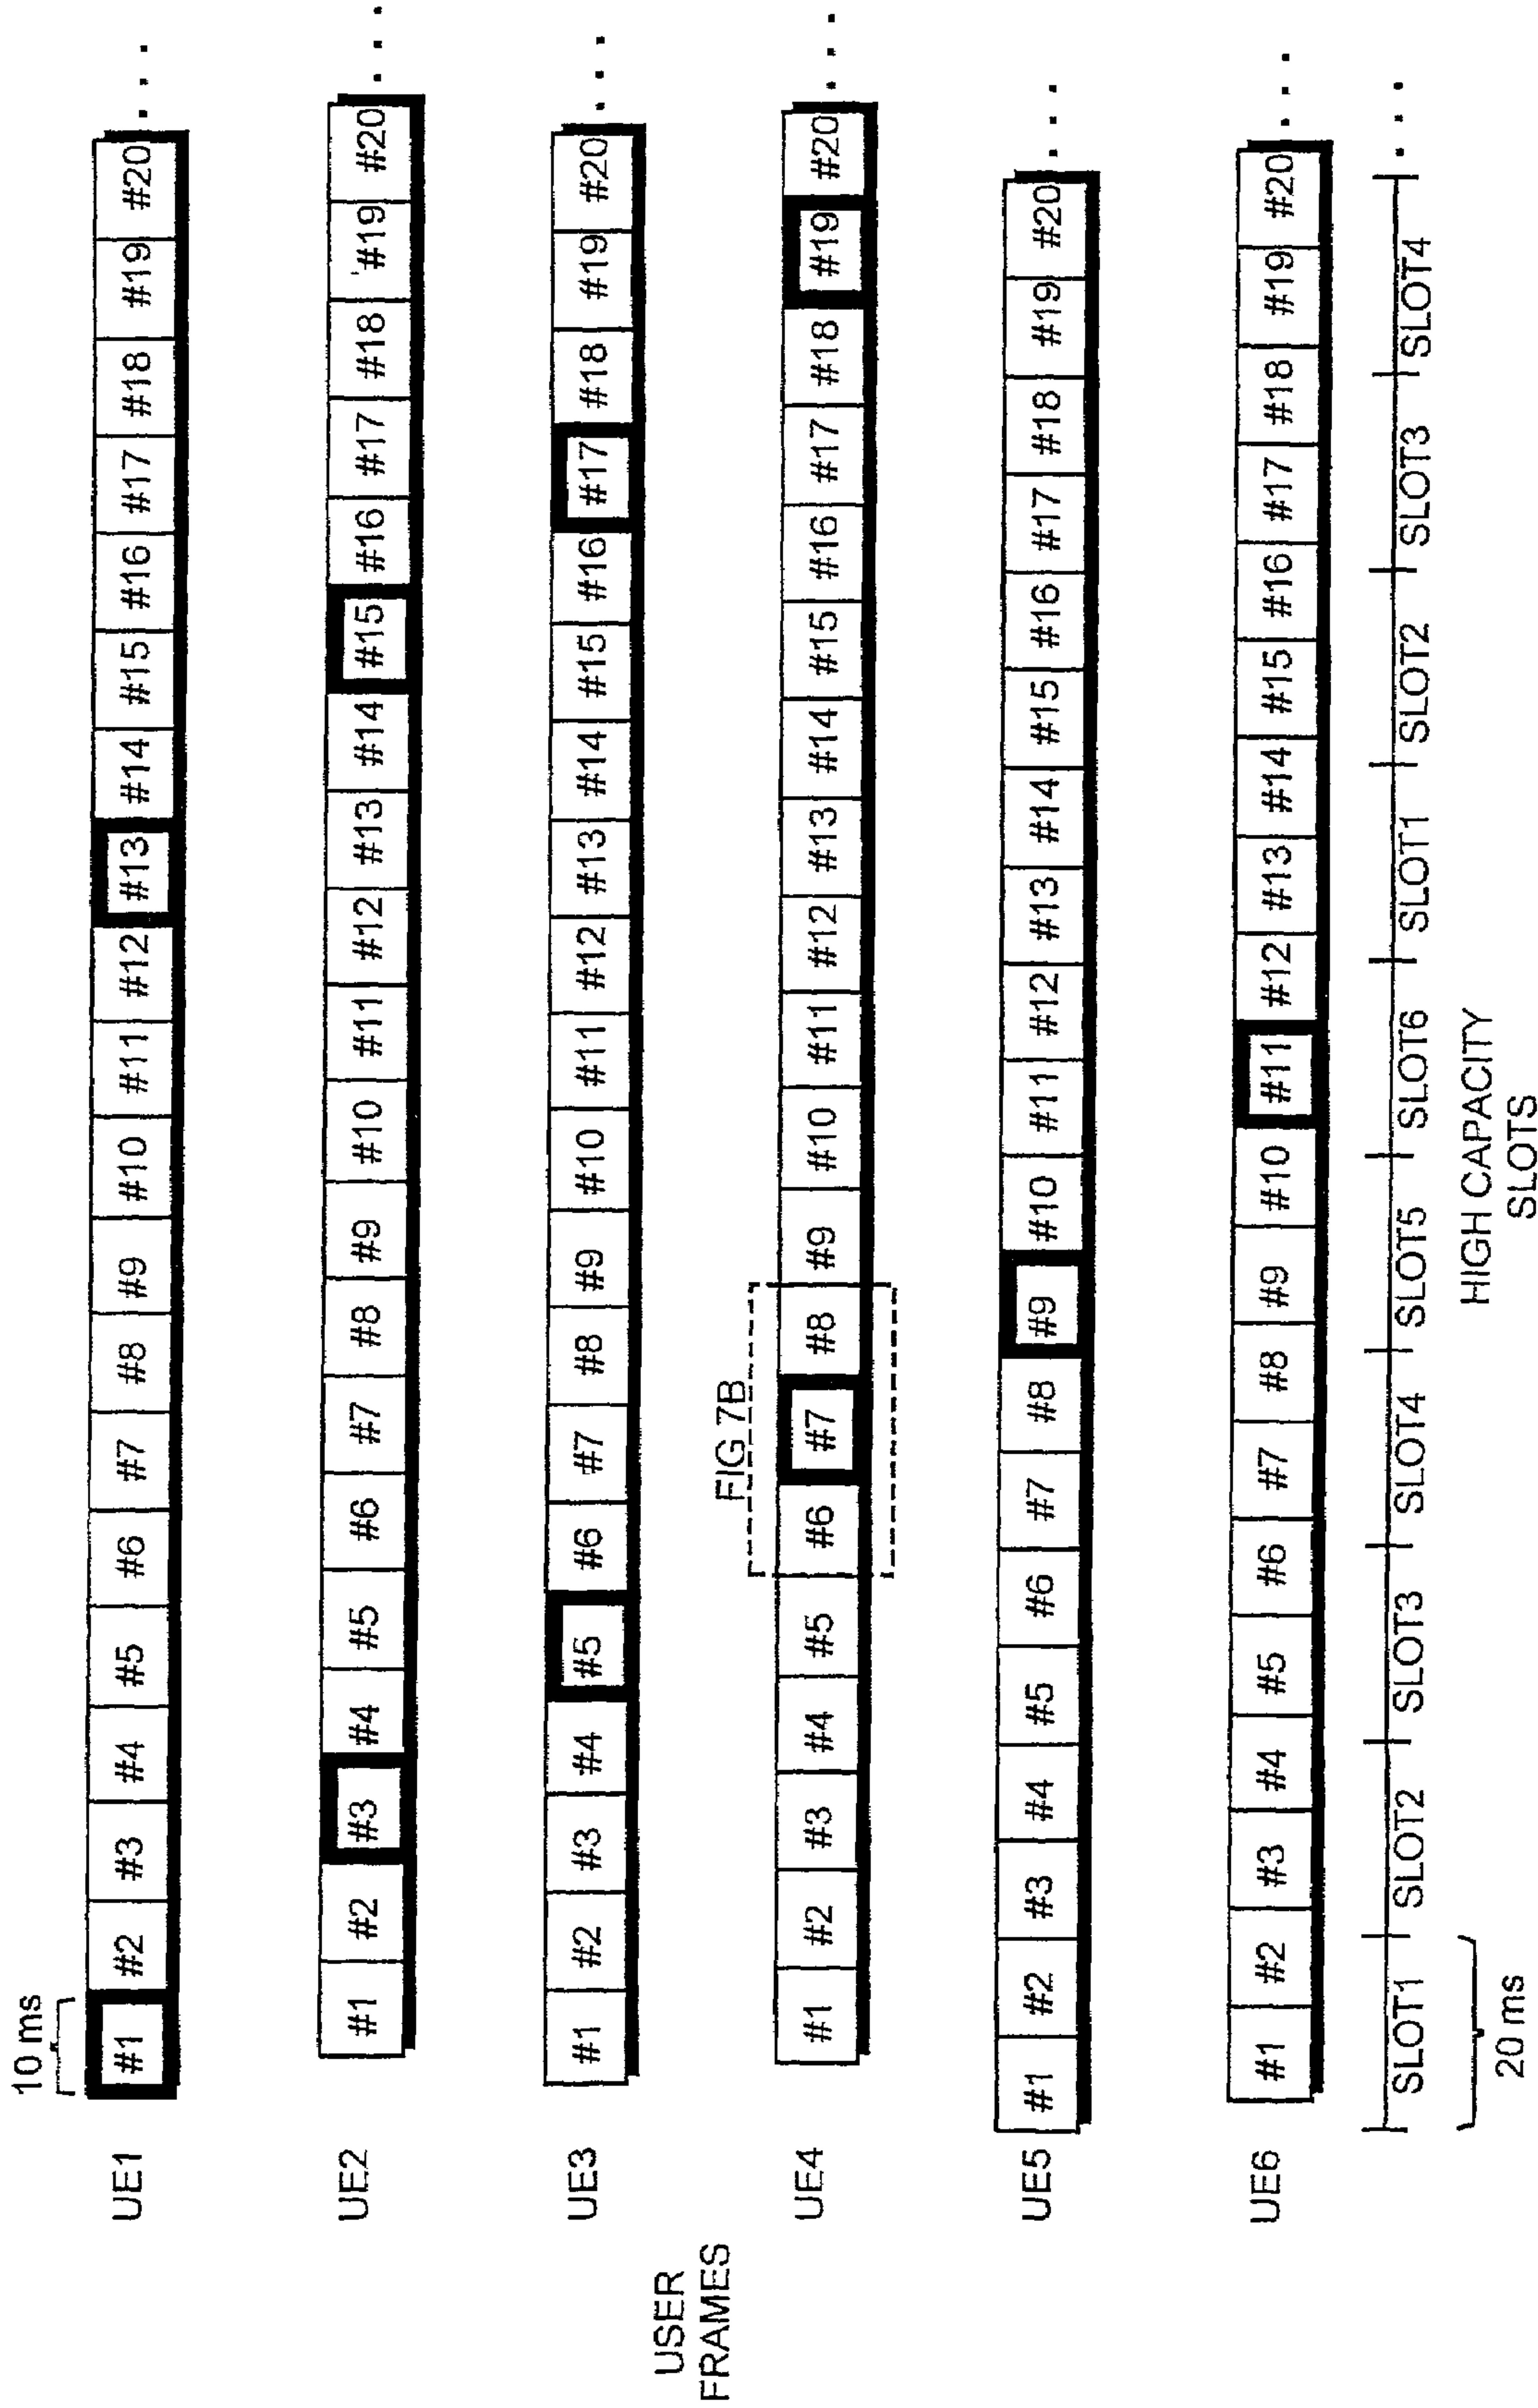 10 ms
UE1 #1 #2 #3 #4 #5 #6 #7 #8 #9 #10 #11 #12 #13 #14 #15 #16 #17 #18 #19 #20 ...
UE2 #1 #2 #3 #4 #5 #6 #7 #8 #9 #10 #11 #12 #13 #14 #15 #16 #17 #18 #19 #20 ...
UE3 #1 #2 #3 #4 #5 #6 #7 #8 #9 #10 #11 #12 #13 #14 #15 #16 #17 #18 #19 #20 ...
USER
FRAMES
FIG 7B
UE4 #1 #2 #3 #4 #5 #6 #7 #8 #9 #10 #11 #12 #13 #14 #15 #16 #17 #18 #19 #20 ...
UE5 #1 #2 #3 #4 #5 #6 #7 #8 #9 #10 #11 #12 #13 #14 #15 #16 #17 #18 #19 #20 ...
UE6 #1 #2 #3 #4 #5 #6 #7 #8 #9 #10 #11 #12 #13 #14 #15 #16 #17 #18 #19 #20 ...
SLOT1 SLOT2 SLOT3 SLOT4 SLOT5 SLOT6 SLOT1 SLOT2 SLOT3 SLOT4 ...
20 ms
HIGH CAPACITY
SLOTS